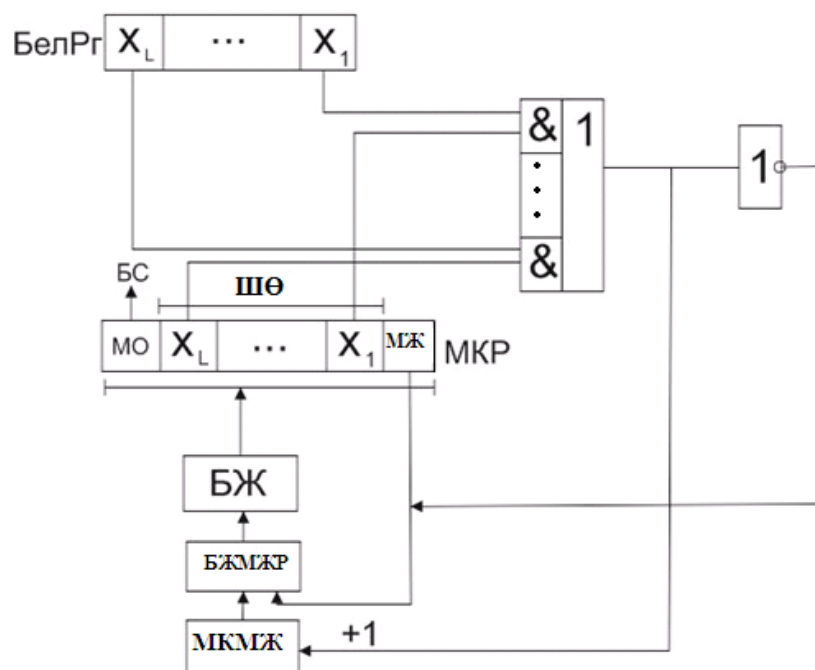 БелРг X_L ... X_1
& 1
1
&
БС
ШӨ
МО X_L ... X_1 МЖ МКР
БЖ
БЖМЖР
МКМЖ +1